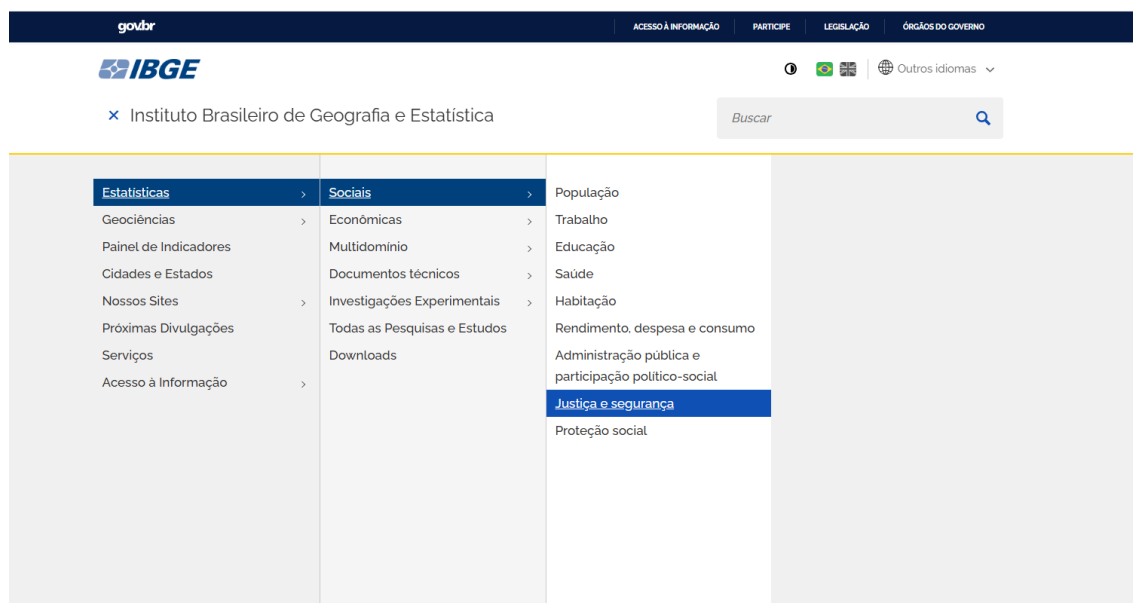 gov.br
ACESSO À INFORMAÇÃO
PARTICIPE
LEGISLAÇÃO
ÓRGÃOS DO GOVERNO
IBGE
Outros idiomas
Instituto Brasileiro de Geografia e Estatística
Buscar
Estatísticas
Geociências
Painel de Indicadores
Cidades e Estados
Nossos Sites
Próximas Divulgações
Serviços
Acesso à Informação
Sociais
Econômicas
Multidomínio
Documentos técnicos
Investigações Experimentais
Todas as Pesquisas e Estudos
Downloads
População
Trabalho
Educação
Saúde
Habitação
Rendimento, despesa e consumo
Administração pública e
participação político-social
Justiça e segurança
Proteção social